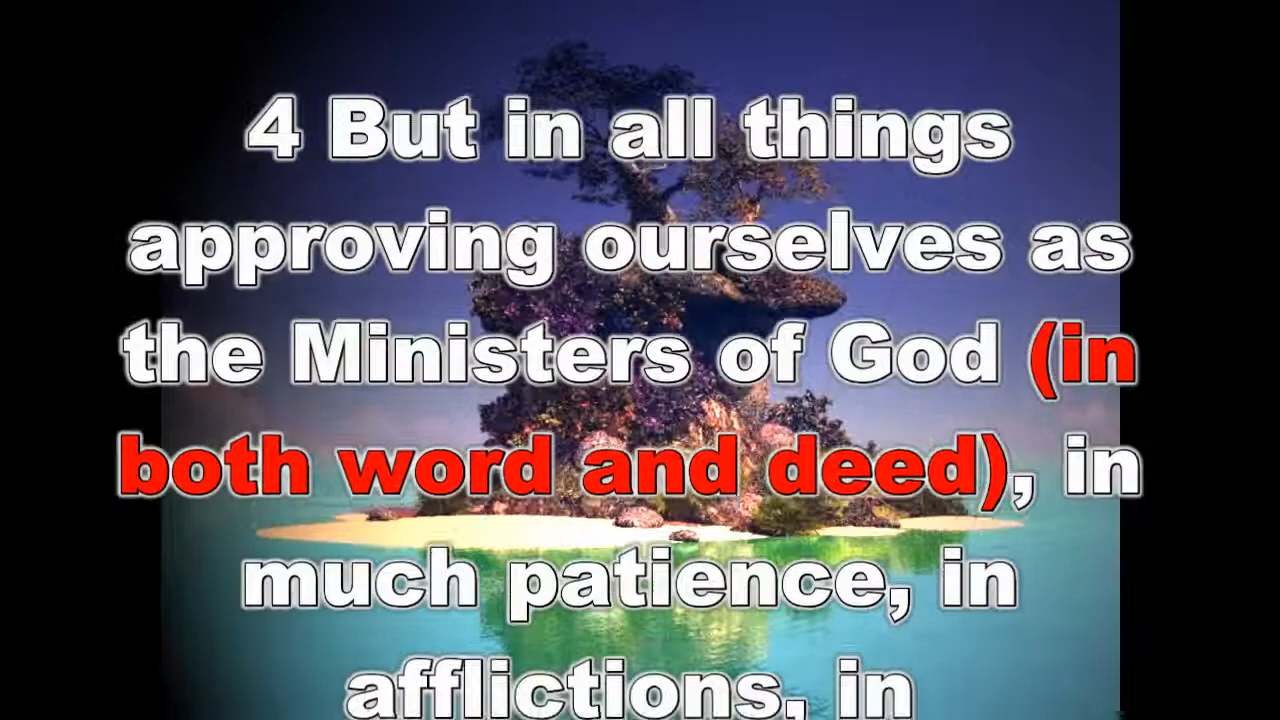 4 But in all things
approving ourselves as
the Ministers of God (in
both word and deed), in
much patience, in
afflictions, in